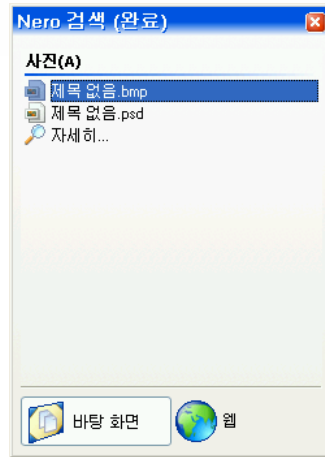 Nero 검색 (완료)
사진(A)
제목 없음.bmp
제목 없음.psd
자세히...
바탕 화면
웹